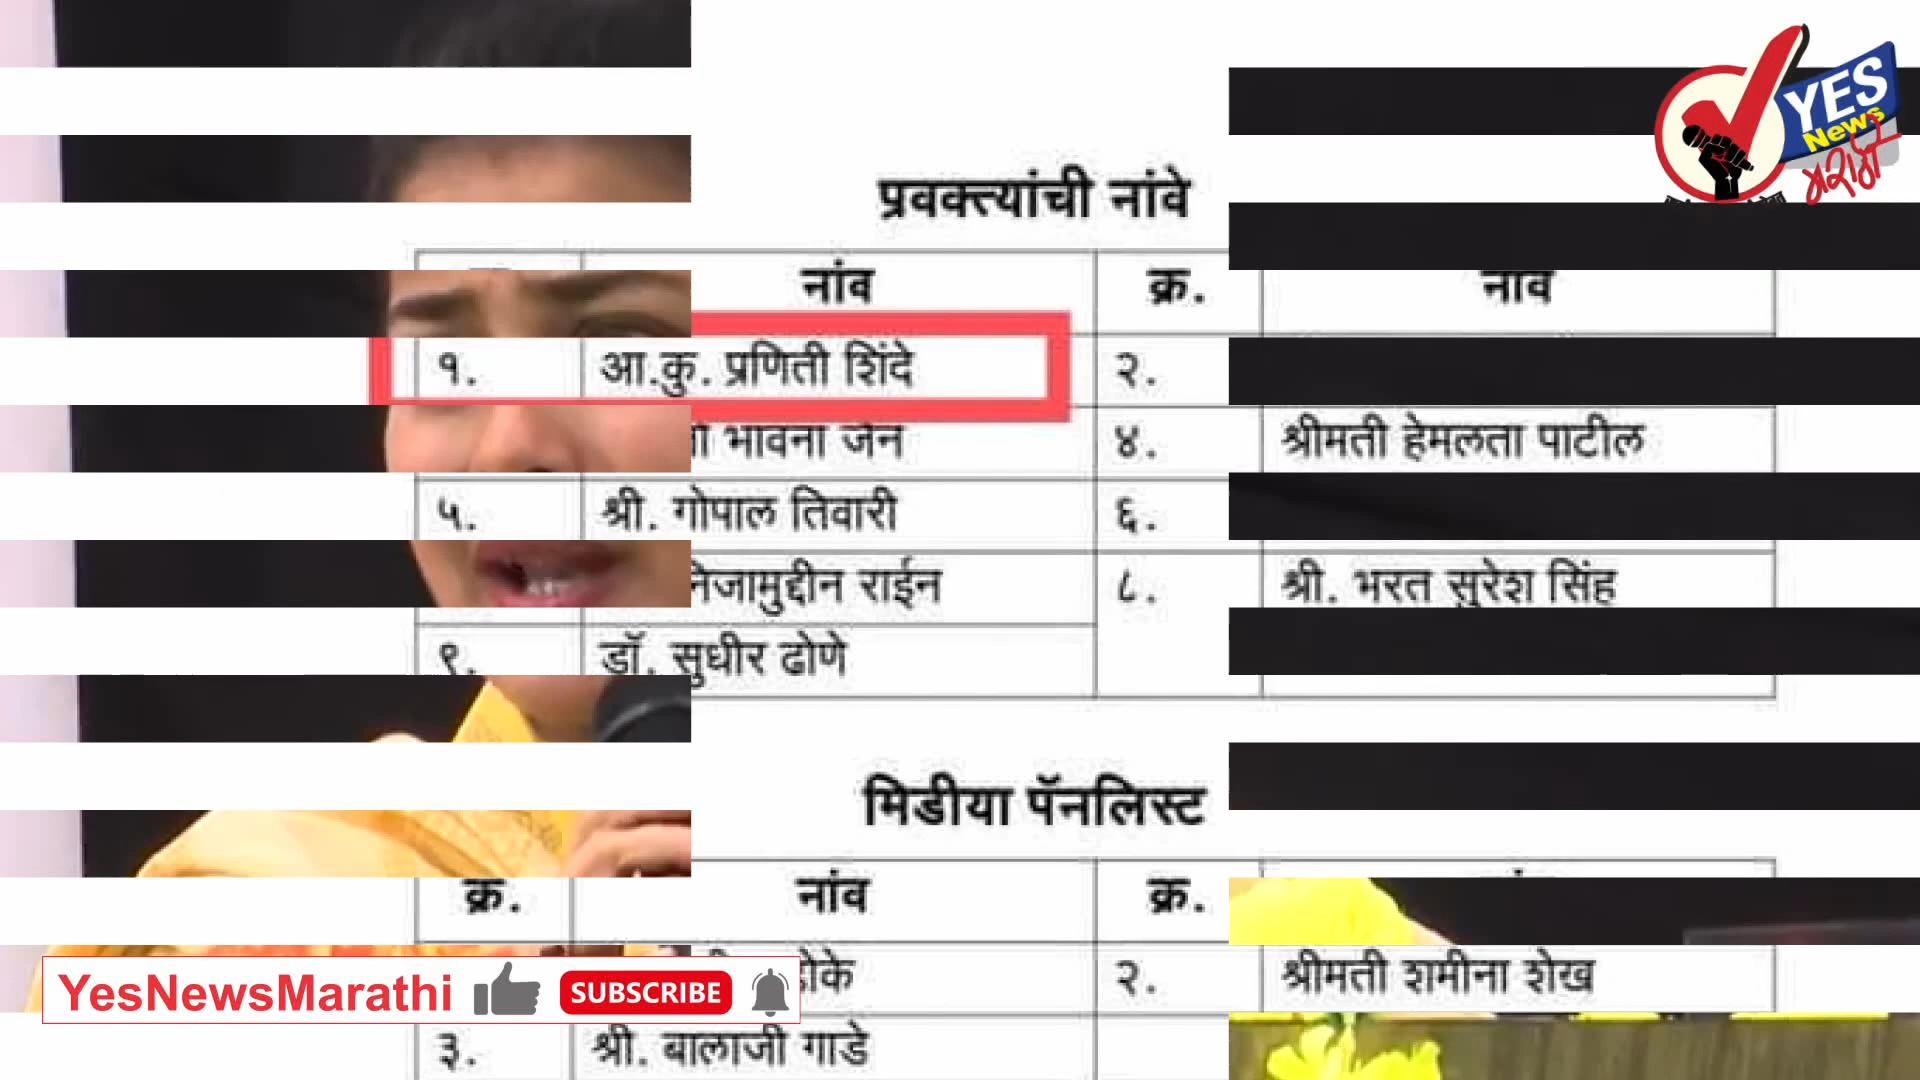 YES
News
मराठी
प्रवक्त्यांची नांवे
नांव क्र. नांव
१. आ.कु. प्रणिती शिंदे २.
भावना जैन ४. श्रीमती हेमलता पाटील
५. श्री. गोपाल तिवारी ६.
निजामुद्दीन राईन ८. श्री. भरत सुरेश सिंह
९. डॉ. सुधीर ढोणे
मिडीया पॅनलिस्ट
क्र. नांव क्र.
२. श्रीमती शमीना शेख
YesNewsMarathi SUBSCRIBE
३. श्री. बालाजी गाडे